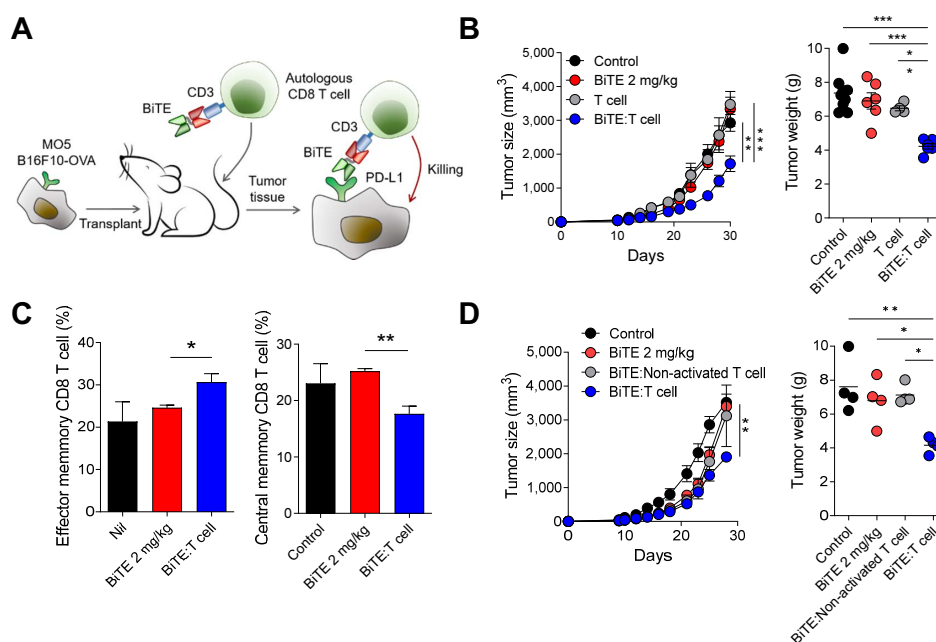 A
MO5
B16F10-OVA
Transplant
BiTE
CD3
Autologous
CD8 T cell
Tumor
tissue
CD3
BiTE
PD-L1
Killing
B
Tumor size (mm3)
5,000
4,000
3,000
2,000
1,000
0
Control
BiTE 2 mg/kg
T cell
BiTE:T cell
**
***
0
10
20
30
Days
Tumor weight (g)
10
8
6
4
2
0
***
***
*
*
Control
BiTE 2 mg/kg
T cell
BiTE:T cell
C
Effector memmory CD8 T cell (%)
40
30
20
10
0
*
Nil
BiTE 2 mg/kg
BiTE:T cell
Central memmory CD8 T cell (%)
30
20
10
0
**
Control
BiTE 2 mg/kg
BiTE:T cell
D
Tumor size (mm3)
5,000
4,000
3,000
2,000
1,000
0
Control
BiTE 2 mg/kg
BiTE:Non-activated T cell
BiTE:T cell
**
0
10
20
30
Days
Tumor weight (g)
10
8
6
4
2
0
**
*
*
Control
BiTE 2 mg/kg
BiTE:Non-activated T cell
BiTE:T cell